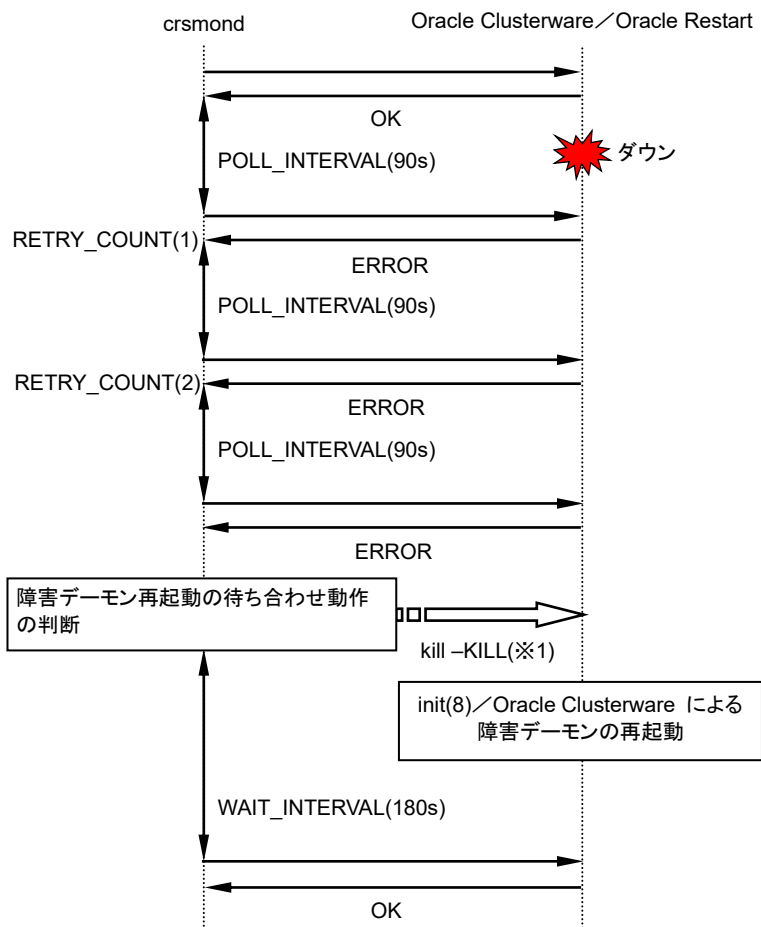 crsmond
Oracle Clusterware／Oracle Restart
OK
POLL_INTERVAL(90s)
ダウン
RETRY_COUNT(1)
ERROR
POLL_INTERVAL(90s)
RETRY_COUNT(2)
ERROR
POLL_INTERVAL(90s)
ERROR
障害デーモン再起動の待ち合わせ動作
の判断
kill –KILL(※1)
init(8)／Oracle Clusterware による
障害デーモンの再起動
WAIT_INTERVAL(180s)
OK